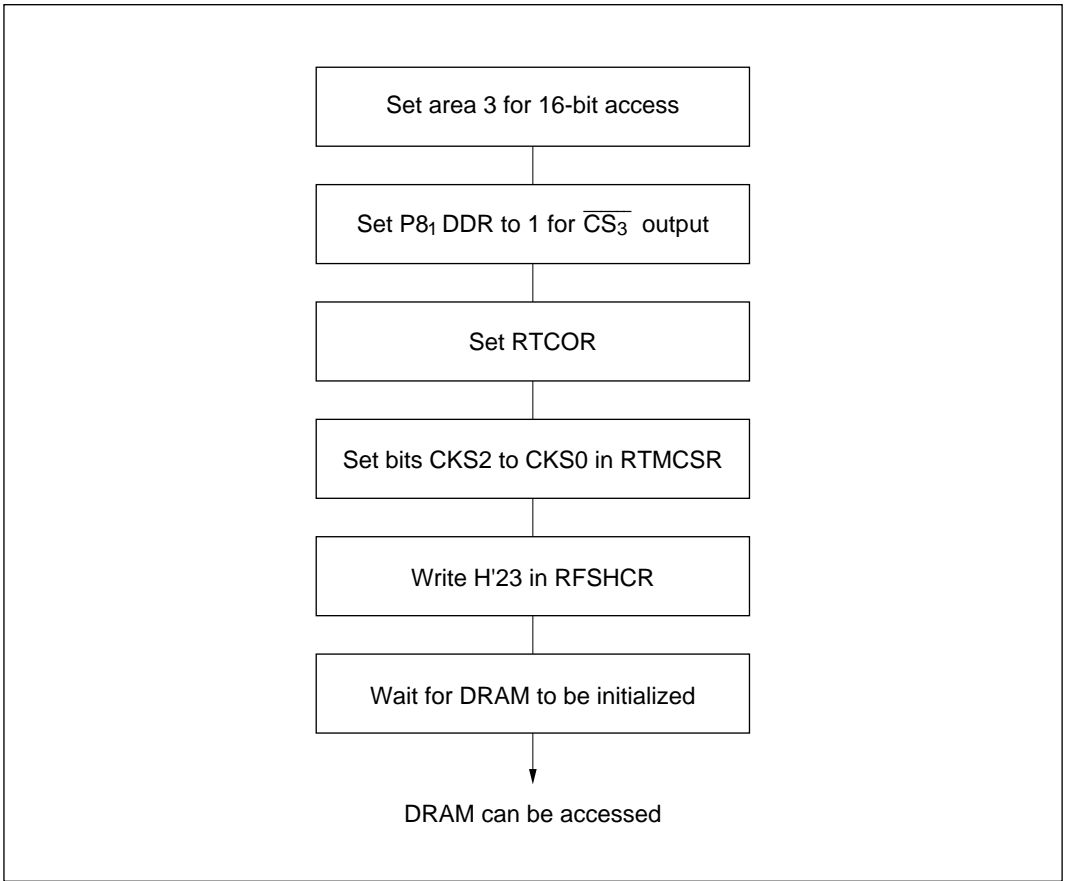 Set area 3 for 16-bit access
Set P8₁ DDR to 1 for C̅S̅₃̅ output
Set RTCOR
Set bits CKS2 to CKS0 in RTMCSR
Write H'23 in RFSHCR
Wait for DRAM to be initialized
DRAM can be accessed